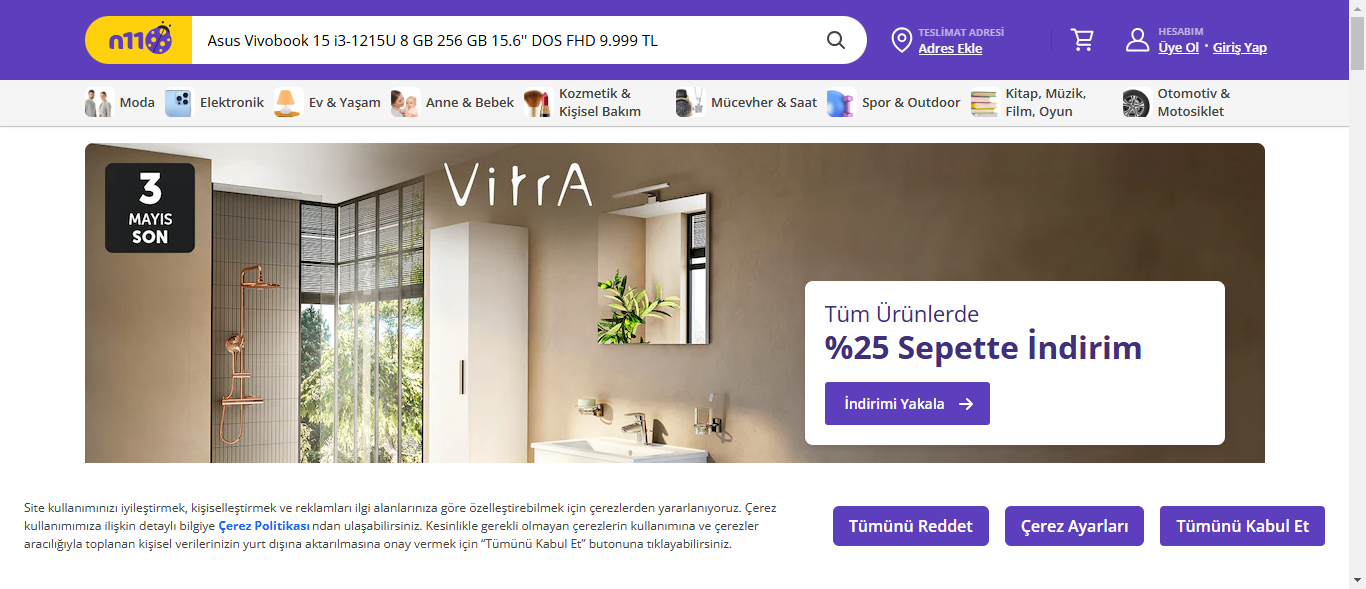 n11
Asus Vivobook 15 i3-1215U 8 GB 256 GB 15.6'' DOS FHD 9.999 TL
TESLİMAT ADRESİ
Adres Ekle
HESABIM
Üye Ol · Giriş Yap
Moda
Elektronik
Ev & Yaşam
Anne & Bebek
Kozmetik &
Kişisel Bakım
Mücevher & Saat
Spor & Outdoor
Kitap, Müzik,
Film, Oyun
Otomotiv &
Motosiklet
3
MAYIS
SON
VitrA
Tüm Ürünlerde
%25 Sepette İndirim
İndirimi Yakala
Site kullanımınızı iyileştirmek, kişiselleştirmek ve reklamları ilgi alanlarınıza göre özelleştirebilmek için çerezlerden yararlanıyoruz. Çerez
kullanımımıza ilişkin detaylı bilgiye Çerez Politikası ndan ulaşabilirsiniz. Kesinlikle gerekli olmayan çerezlerin kullanımına ve çerezler
aracılığıyla toplanan kişisel verilerinizin yurt dışına aktarılmasına onay vermek için “Tümünü Kabul Et” butonuna tıklayabilirsiniz.
Tümünü Reddet
Çerez Ayarları
Tümünü Kabul Et